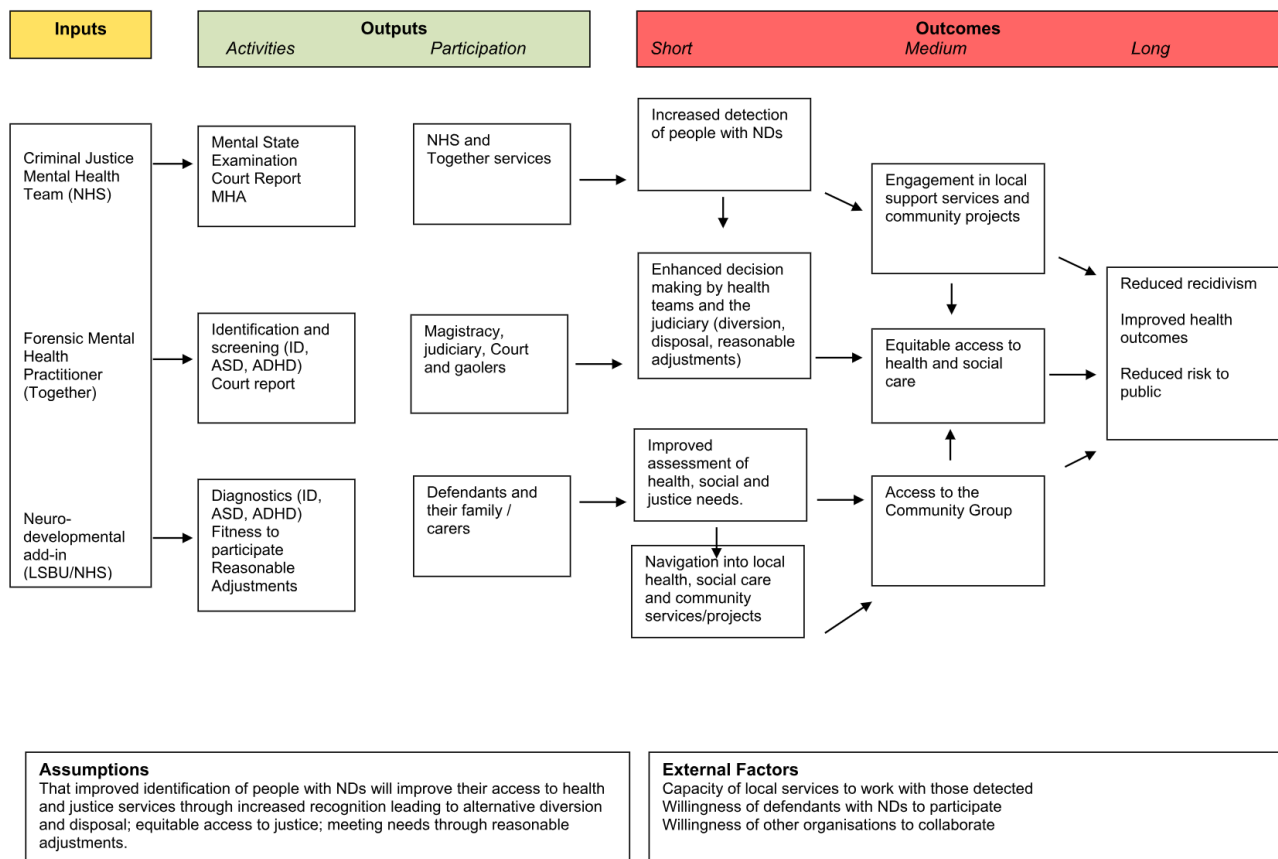 Inputs
Outputs
Activities
Participation
Outcomes
Short
Medium
Long
Criminal Justice
Mental Health
Team (NHS)
Forensic Mental
Health
Practitioner
(Together)
Neuro-
developmental
add-in
(LSBU/NHS)
Mental State
Examination
Court Report
MHA
Identification and
screening (ID,
ASD, ADHD)
Court report
Diagnostics (ID,
ASD, ADHD)
Fitness to
participate
Reasonable
Adjustments
NHS and
Together services
Magistracy,
judiciary, Court
and gaolers
Defendants and
their family /
carers
Increased detection
of people with NDs
Enhanced decision
making by health
teams and the
judiciary (diversion,
disposal, reasonable
adjustments)
Improved
assessment of
health, social and
justice needs.
Navigation into local
health, social care
and community
services/projects
Engagement in local
support services and
community projects
Equitable access to
health and social
care
Access to the
Community Group
Reduced recidivism
Improved health
outcomes
Reduced risk to
public
Assumptions
That improved identification of people with NDs will improve their access to health
and justice services through increased recognition leading to alternative diversion
and disposal; equitable access to justice; meeting needs through reasonable
adjustments.
External Factors
Capacity of local services to work with those detected
Willingness of defendants with NDs to participate
Willingness of other organisations to collaborate